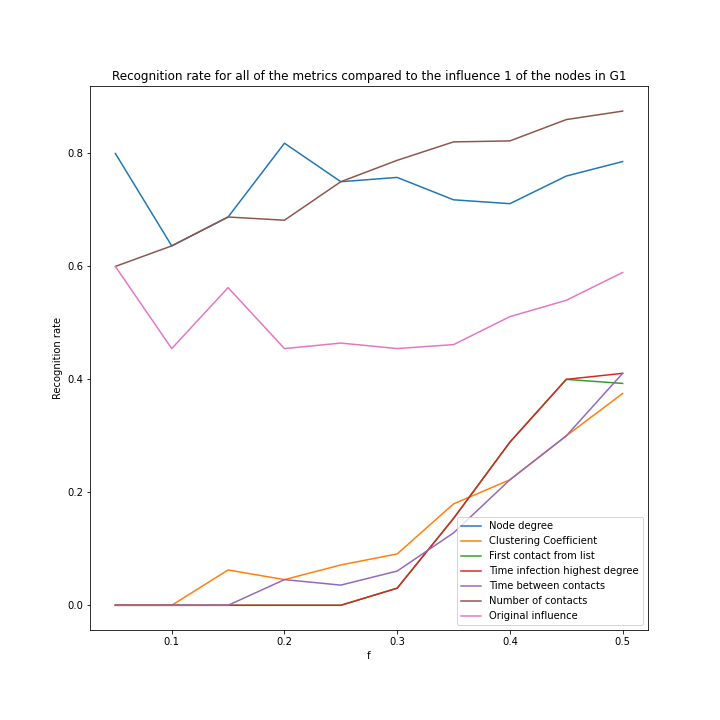 Recognition rate for all of the metrics compared to the influence 1 of the nodes in G1
Recognition rate
0.8
0.6
0.4
0.2
0.0
0.1
0.2
0.3
0.4
0.5
f
Node degree
Clustering Coefficient
First contact from list
Time infection highest degree
Time between contacts
Number of contacts
Original influence